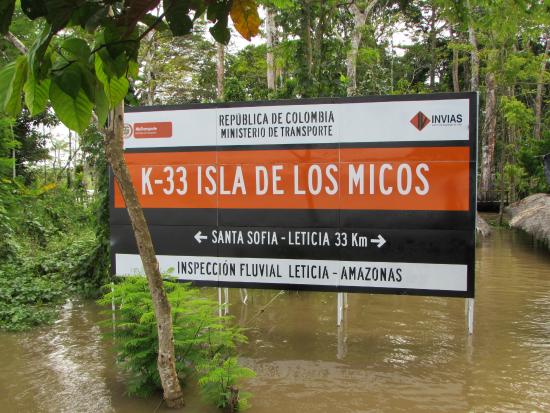 REPÚBLICA DE COLOMBIA
MINISTERIO DE TRANSPORTE
MinTransporte
INVIAS
K-33 ISLA DE LOS MICOS
SANTA SOFIA - LETICIA 33 Km
INSPECCIÓN FLUVIAL LETICIA - AMAZONAS